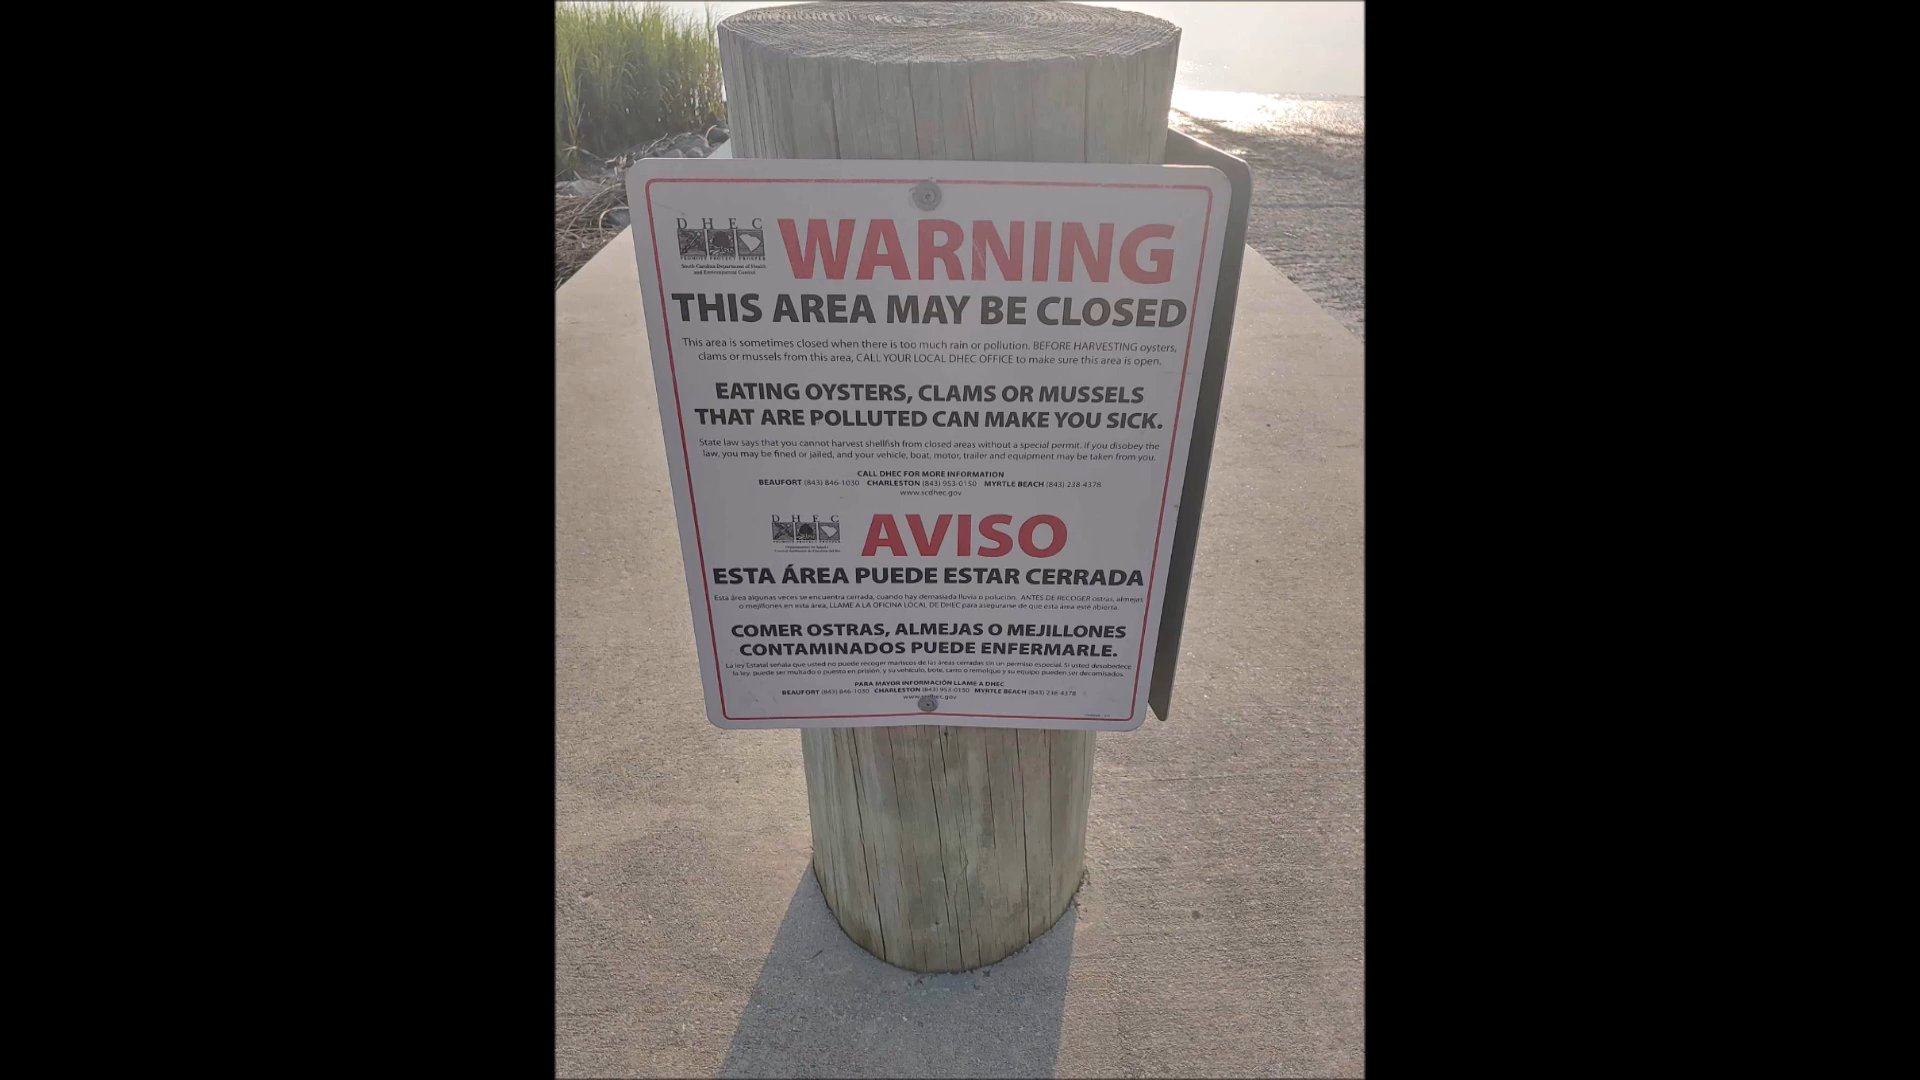 D H E C
PROMOTE PROTECT PROSPER
South Carolina Department of Health
and Environmental Control
WARNING
THIS AREA MAY BE CLOSED
This area is sometimes closed when there is too much rain or pollution. BEFORE HARVESTING oysters,
clams or mussels from this area, CALL YOUR LOCAL DHEC OFFICE to make sure this area is open.
EATING OYSTERS, CLAMS OR MUSSELS
THAT ARE POLLUTED CAN MAKE YOU SICK.
State law says that you cannot harvest shellfish from closed areas without a special permit. If you disobey the
law, you may be fined or jailed, and your vehicle, boat, motor, trailer and equipment may be taken from you.
CALL DHEC FOR MORE INFORMATION
BEAUFORT (843) 846-1030 CHARLESTON (843) 953-0150 MYRTLE BEACH (843) 238-4378
www.scdhec.gov
D H E C
AVISO
ESTA ÁREA PUEDE ESTAR CERRADA
Esta área algunas veces se encuentra cerrada, cuando hay demasiada lluvia o polución. ANTES DE RECOGER ostras, almejas
o mejillones en esta área, LLAME A LA OFICINA LOCAL DE DHEC para asegurarse de que esta área esté abierta.
COMER OSTRAS, ALMEJAS O MEJILLONES
CONTAMINADOS PUEDE ENFERMARLE.
La ley Estatal señala que usted no puede recoger mariscos de las áreas cerradas sin un permiso especial. Si usted desobedece
la ley, puede ser multado o puesto en prisión, y su vehículo, bote, carro o remolque y su equipo pueden ser decomisados.
PARA MAYOR INFORMACIÓN LLAME A DHEC
BEAUFORT (843) 846-1030 CHARLESTON (843) 953-0150 MYRTLE BEACH (843) 238-4378